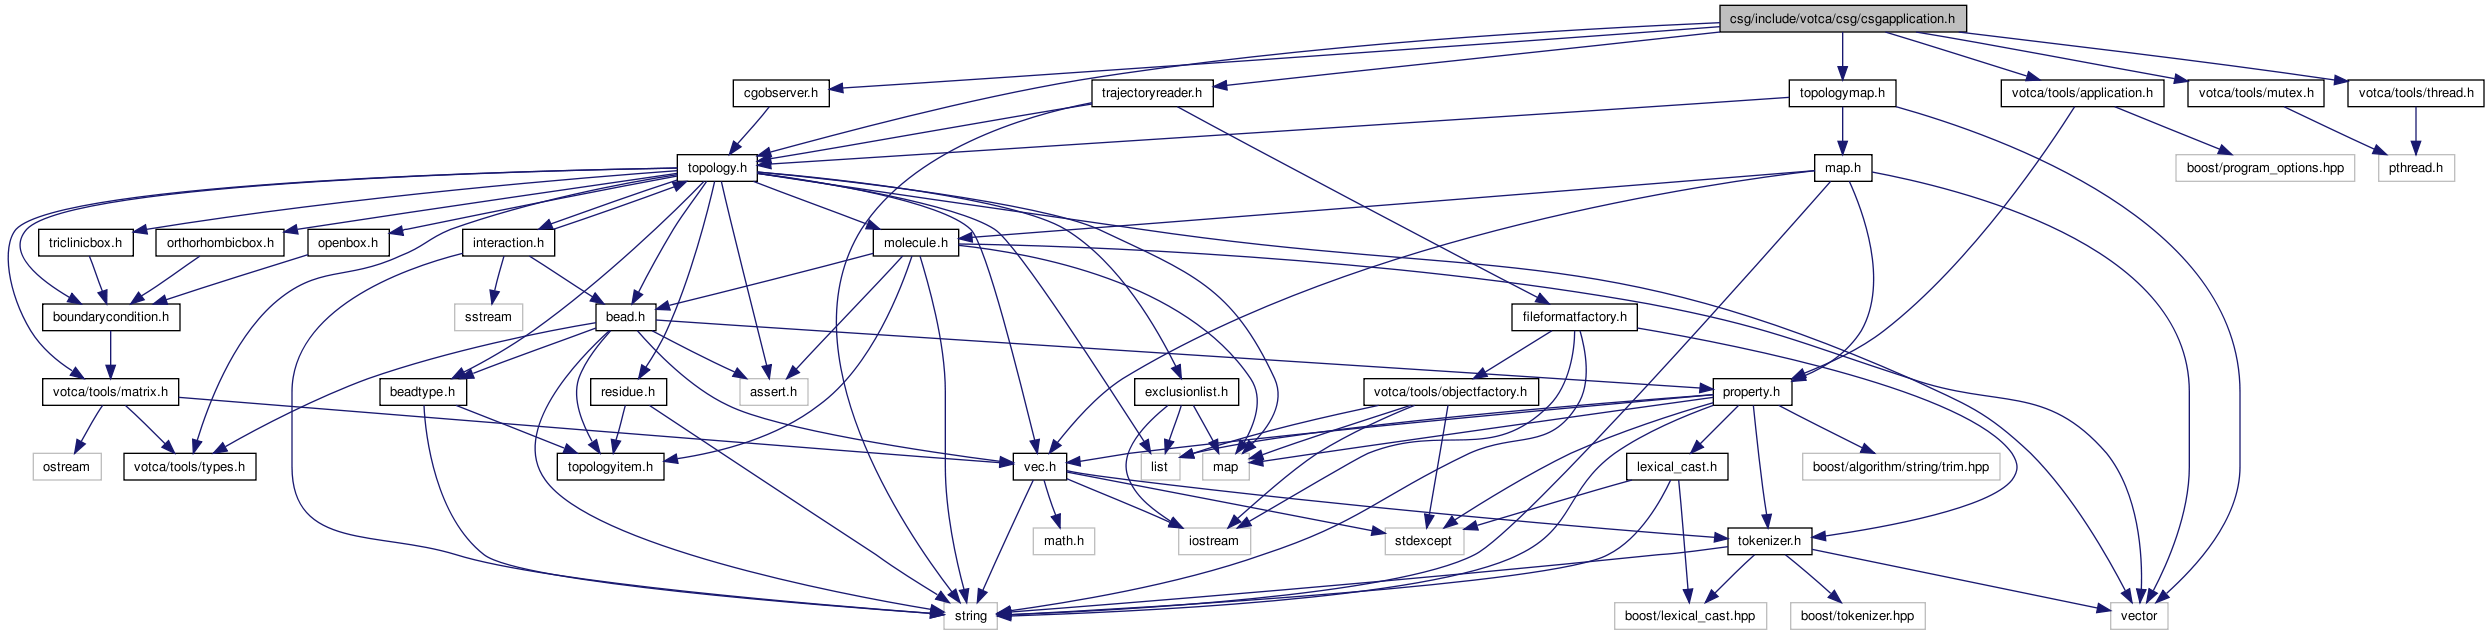 csg/include/votca/csg/csgapplication.h
cgobserver.h
trajectoryreader.h
topologymap.h
votca/tools/application.h
votca/tools/mutex.h
votca/tools/thread.h
topology.h
map.h
boost/program_options.hpp
pthread.h
triclinicbox.h
orthorhombicbox.h
openbox.h
interaction.h
molecule.h
boundarycondition.h
sstream
bead.h
fileformatfactory.h
votca/tools/matrix.h
beadtype.h
residue.h
assert.h
exclusionlist.h
votca/tools/objectfactory.h
property.h
ostream
votca/tools/types.h
topologyitem.h
vec.h
list
map
lexical_cast.h
boost/algorithm/string/trim.hpp
math.h
iostream
stdexcept
tokenizer.h
string
boost/lexical_cast.hpp
boost/tokenizer.hpp
vector